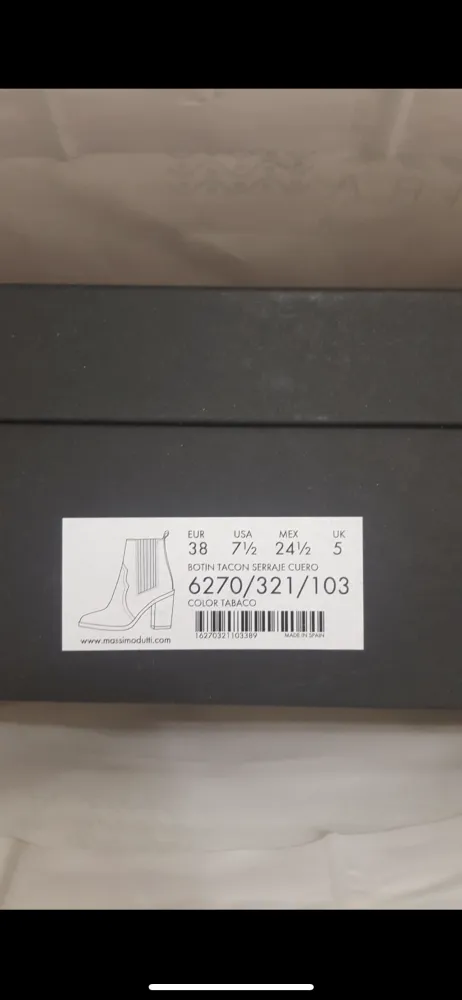 EUR USA MEX UK
38 7½ 24½ 5
BOTIN TACON SERRAJE CUERO
6270/321/103
COLOR TABACO
16270321103389 MADE IN SPAIN
www.massimodutti.com